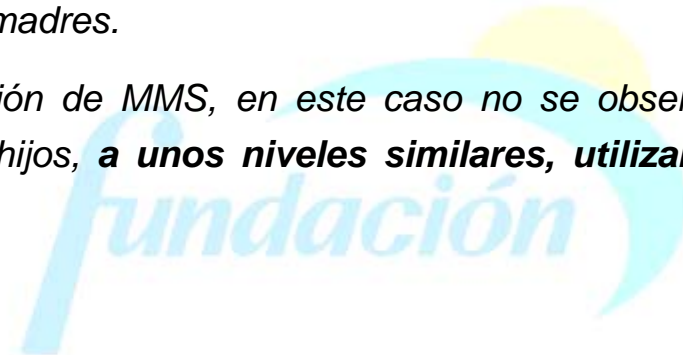 madres.
ión de MMS, en este caso no se obser
hijos, a unos niveles similares, utilizar
fundación